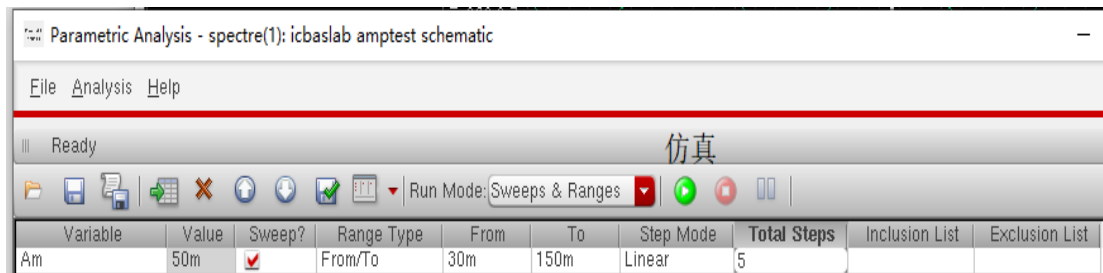 Parametric Analysis - spectre(1): icbaslab amptest schematic
File Analysis Help
Ready 仿真
Run Mode: Sweeps & Ranges
Variable Value Sweep? Range Type From To Step Mode Total Steps Inclusion List Exclusion List
Am 50m From/To 30m 150m Linear 5